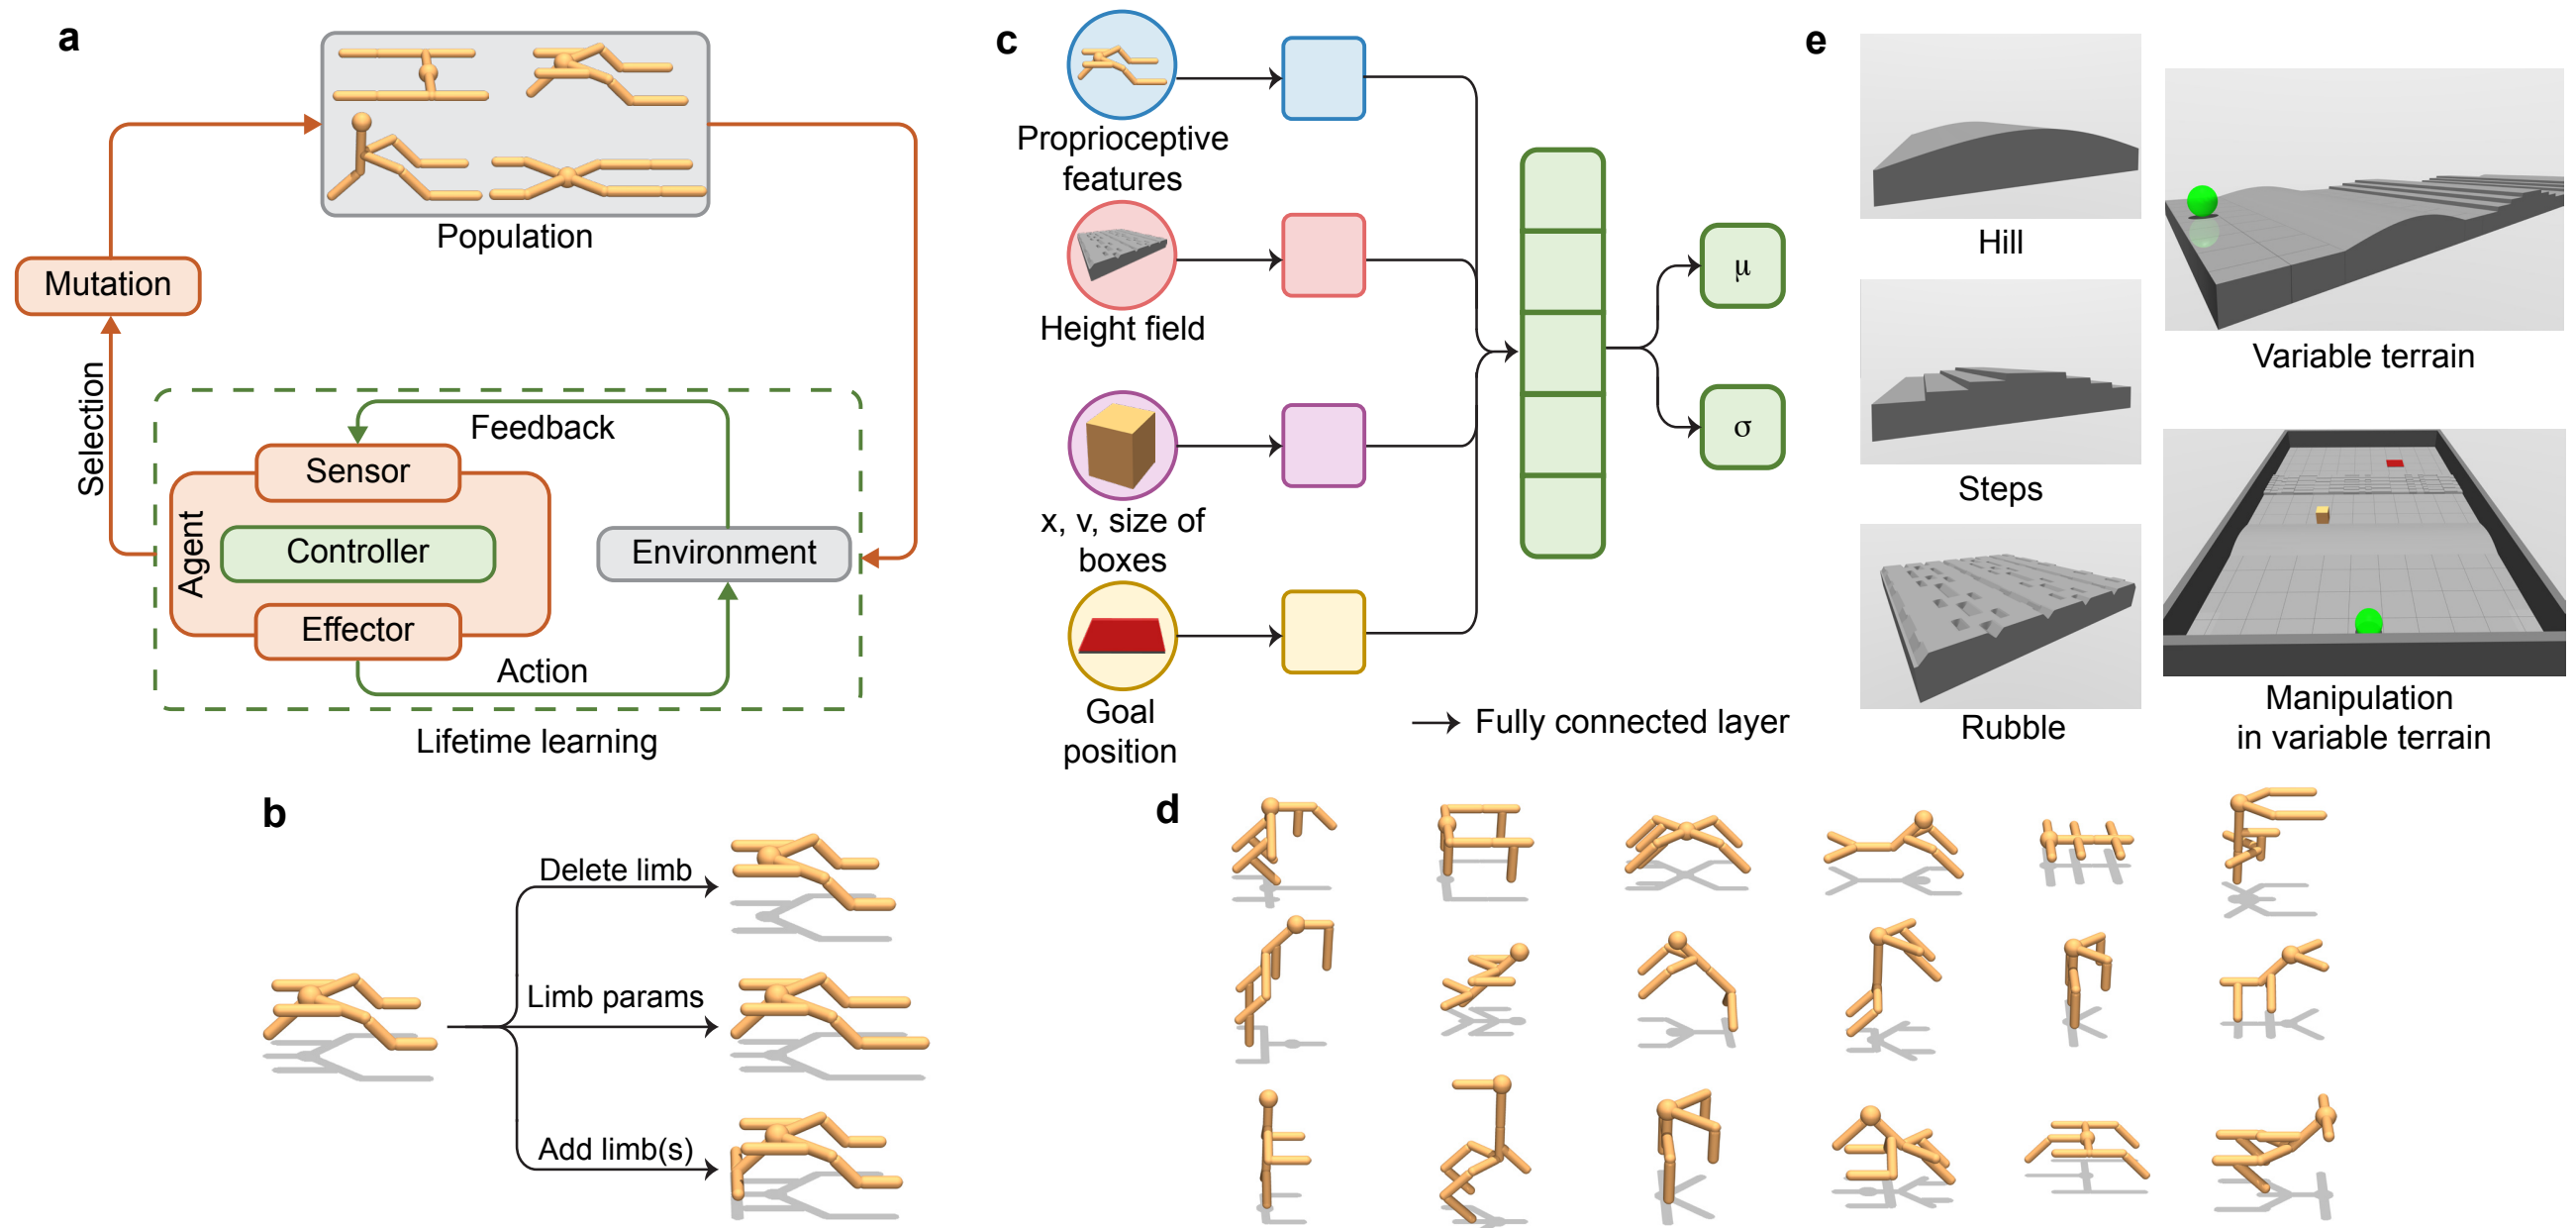 a
Population
Mutation
Selection
Feedback
Sensor
Agent
Controller
Environment
Effector
Action
Lifetime learning
b
Delete limb
Limb params
Add limb(s)
c
Proprioceptive
features
Height field
x, v, size of
boxes
Goal
position
μ
σ
Fully connected layer
d
e
Hill
Steps
Rubble
Variable terrain
Manipulation
in variable terrain